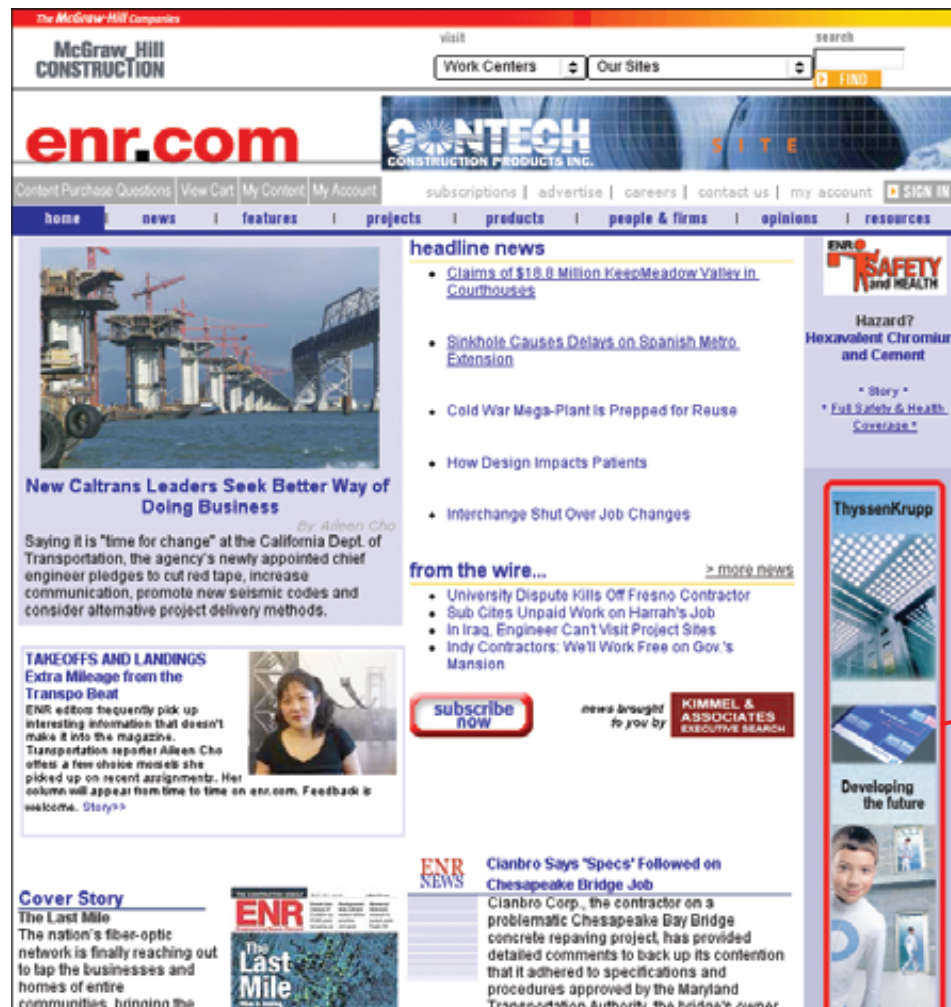 The McGraw-Hill Companies
McGraw Hill
CONSTRUCTION
visit
Work Centers
Our Sites
search
FIND
enr.com
CONTECH
CONSTRUCTION PRODUCTS INC.
SITE
Content Purchase Questions
View Cart
My Content
My Account
subscriptions | advertise | careers | contact us | my account
SIGN IN
home | news | features | projects | products | people & firms | opinions | resources
New Caltrans Leaders Seek Better Way of
Doing Business
By Aileen Cho
Saying it is "time for change" at the California Dept. of
Transportation, the agency's newly appointed chief
engineer pledges to cut red tape, increase
communication, promote new seismic codes and
consider alternative project delivery methods.
TAKEOFFS AND LANDINGS
Extra Mileage from the
Transpo Beat
ENR editors frequently pick up
interesting information that doesn't
make it into the magazine.
Transportation reporter Aileen Cho
offers a few choice morsels she
picked up on recent assignments. Her
column will appear from time to time on enr.com. Feedback is
welcome. Story>>
Cover Story
The Last Mile
The nation's fiber-optic
network is finally reaching out
to tap the businesses and
homes of entire
communities, bringing the
ENR
The
Last
Mile
headline news
Claims of $18.8 Million KeepMeadow Valley in
Courthouses
Sinkhole Causes Delays on Spanish Metro
Extension
Cold War Mega-Plant Is Prepped for Reuse
How Design Impacts Patients
Interchange Shut Over Job Changes
from the wire...
> more news
University Dispute Kills Off Fresno Contractor
Sub Cites Unpaid Work on Harrah's Job
In Iraq, Engineer Can't Visit Project Sites
Indy Contractors: We'll Work Free on Gov.'s
Mansion
subscribe
now
news brought
to you by
KIMMEL &
ASSOCIATES
EXECUTIVE SEARCH
ENR
NEWS
Cianbro Says 'Specs' Followed on
Chesapeake Bridge Job
Cianbro Corp., the contractor on a
problematic Chesapeake Bay Bridge
concrete repaving project, has provided
detailed comments to back up its contention
that it adhered to specifications and
procedures approved by the Maryland
Transportation Authority, the bridge's owner
ENR
SAFETY
and HEALTH
Hazard?
Hexavalent Chromiur
and Cement
* Story *
* Full Safety & Health
Coverage *
ThyssenKrupp
Developing
the future